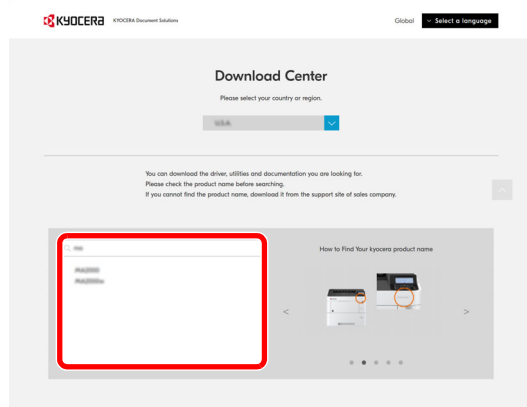 KYOCERA KYOCERA Document Solutions
Global Select a language
Download Center
Please select your country or region.
U.S.A.
You can download the driver, utilities and documentation you are looking for.
Please check the product name before searching.
If you cannot find the product name, download it from the support site of sales company.
ma
MA2000
MA2000w
How to Find Your kyocera product name
< >